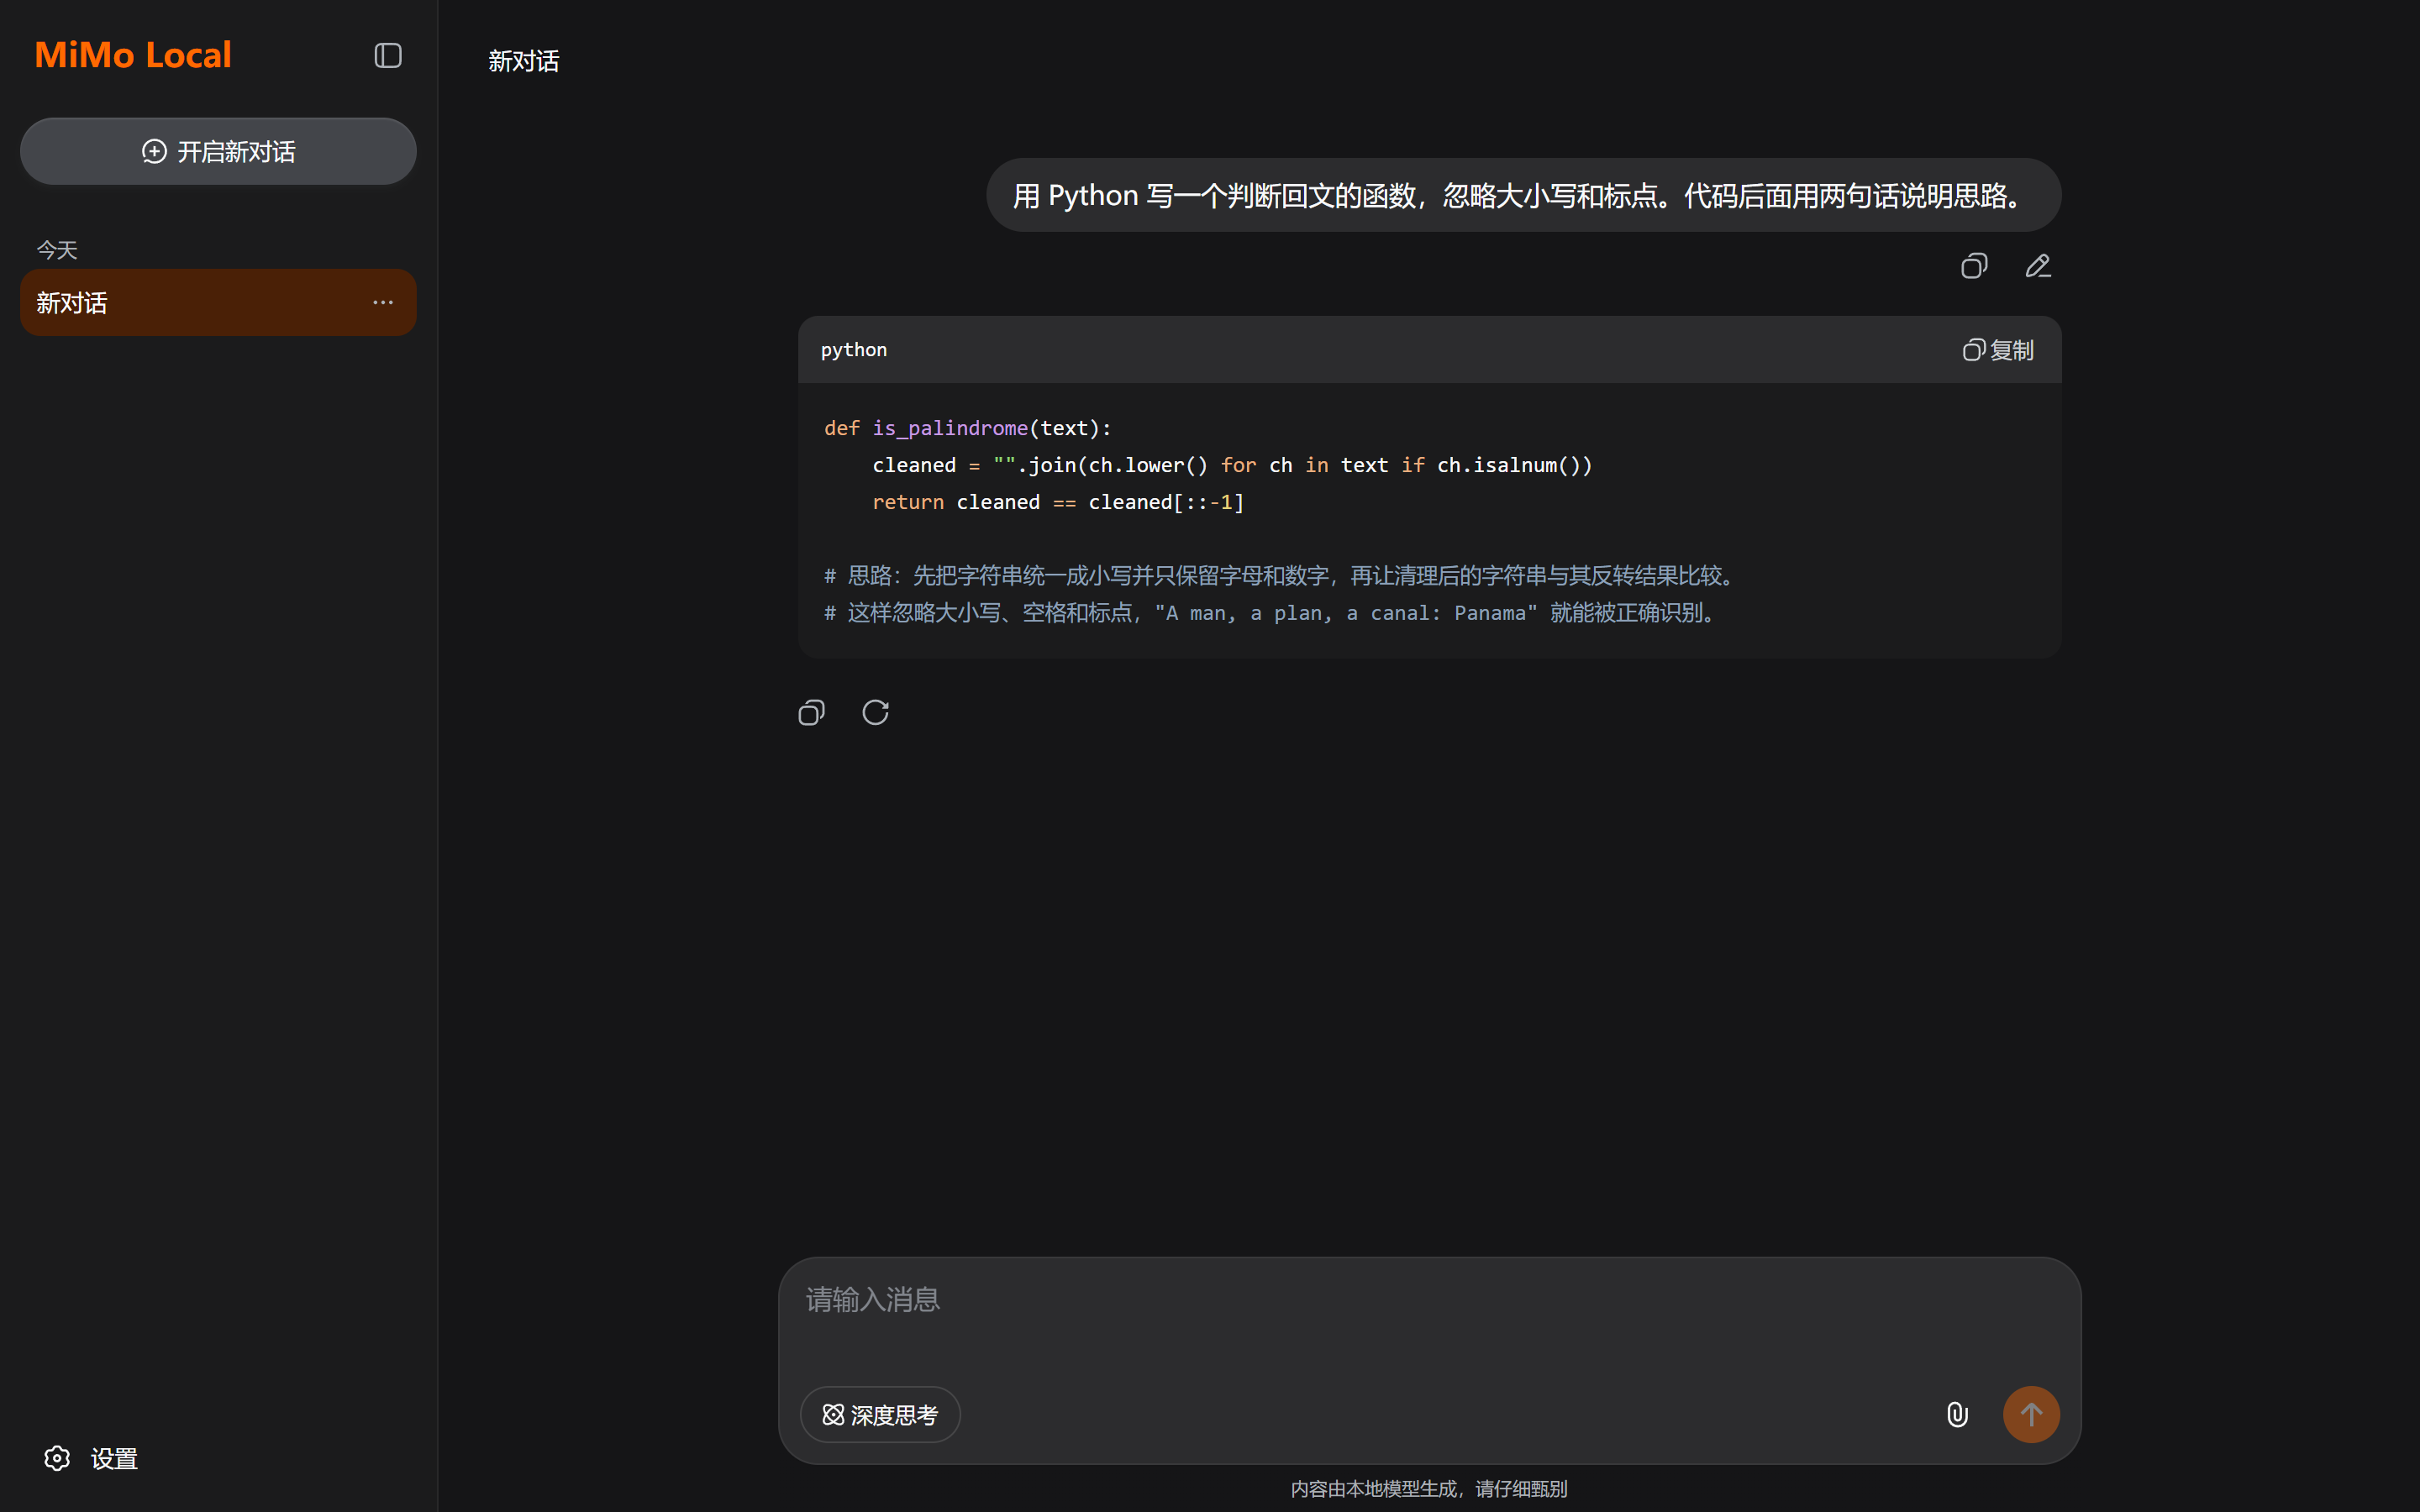 MiMo Local
开启新对话
今天
新对话
设置
新对话
用 Python 写一个判断回文的函数，忽略大小写和标点。代码后面用两句话说明思路。
python
复制
def is_palindrome(text):
    cleaned = "".join(ch.lower() for ch in text if ch.isalnum())
    return cleaned == cleaned[::-1]
# 思路：先把字符串统一成小写并只保留字母和数字，再让清理后的字符串与其反转结果比较。
# 这样忽略大小写、空格和标点，"A man, a plan, a canal: Panama" 就能被正确识别。
请输入消息
深度思考
内容由本地模型生成，请仔细甄别